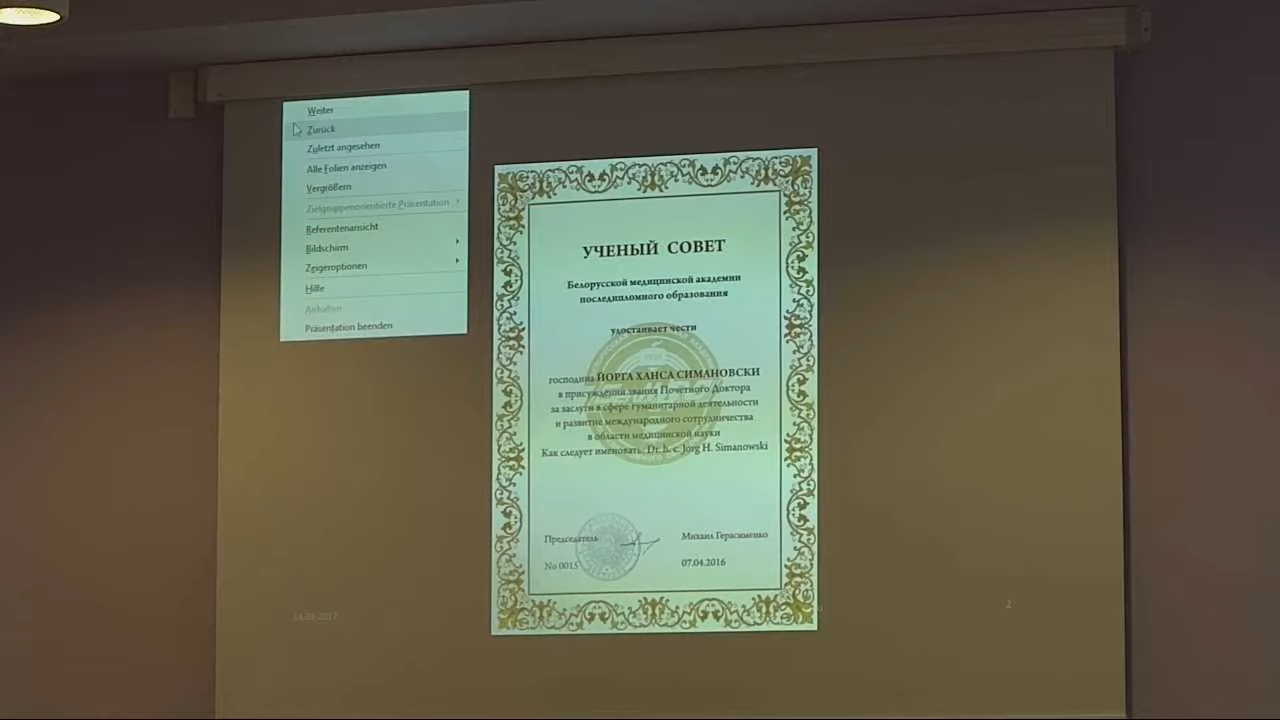 Weiter
Zurück
Zuletzt angesehen
Alle Folien anzeigen
Vergrößern
Zielgruppenorientierte Präsentation
Referentenansicht
Bildschirm
Zeigeroptionen
Hilfe
Anhalten
Präsentation beenden
УЧЕНЫЙ СОВЕТ
Белорусской медицинской академии
последипломного образования
удостаивает чести
господина ЙОРГА ХАНСА СИМАНОВСКИ
в присуждении звания Почетного Доктора
за заслуги в сфере гуманитарной деятельности
и развитие международного сотрудничества
в области медицинской науки
Как следует именовать: Dr. h. c. Jorg H. Simanowski
Председатель
Михаил Герасименко
No 0015
07.04.2016
2